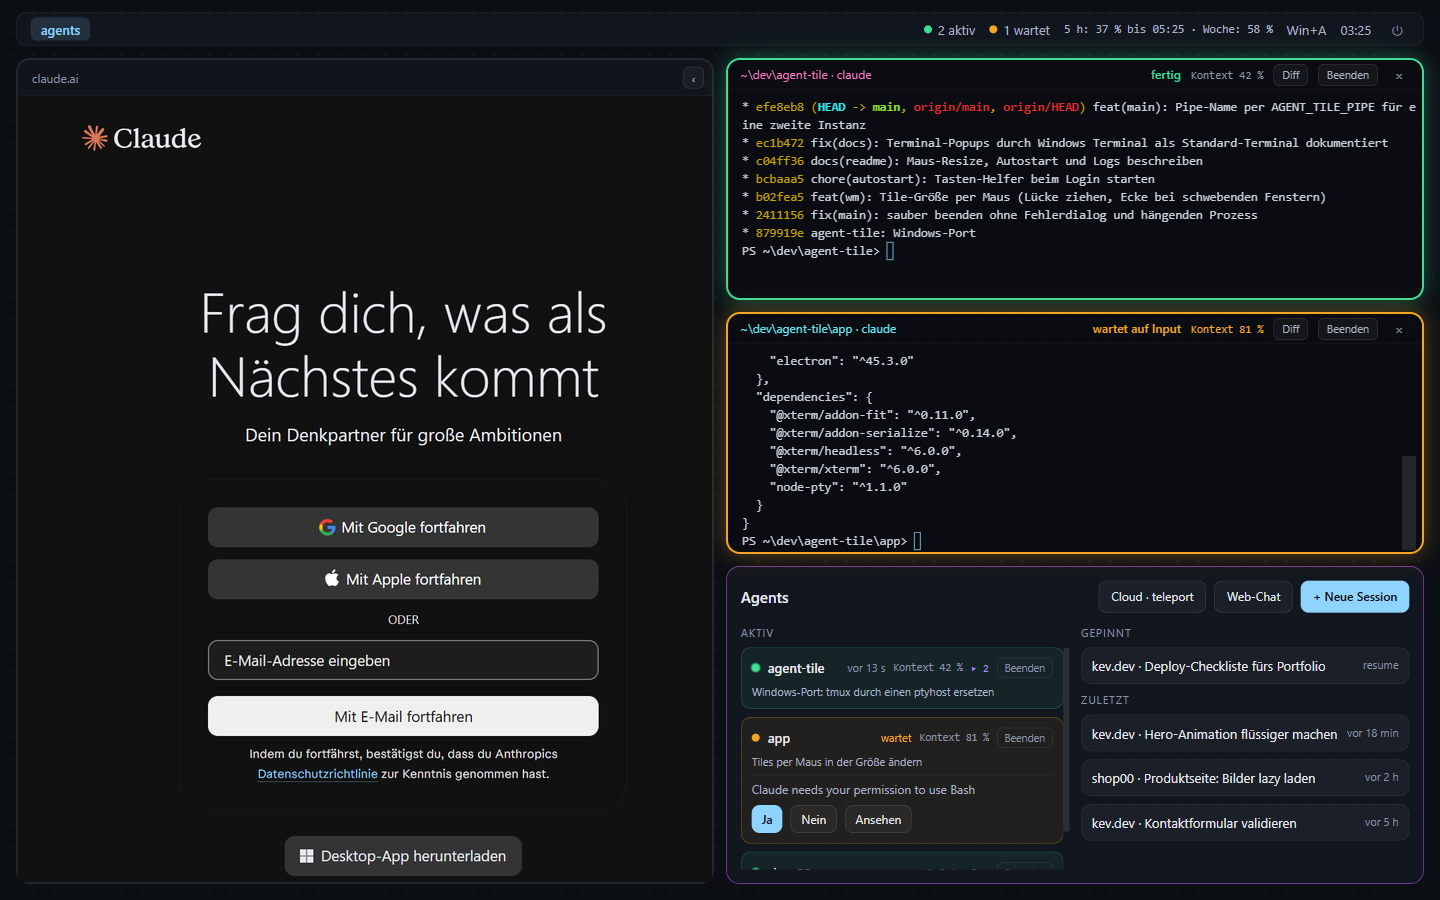 agents
2 aktiv 1 wartet 5 h: 37 % bis 05:25 · Woche: 58 % Win+A 03:25
claude.ai
Claude
Frag dich, was als
Nächstes kommt
Dein Denkpartner für große Ambitionen
Mit Google fortfahren
Mit Apple fortfahren
ODER
E-Mail-Adresse eingeben
Mit E-Mail fortfahren
Indem du fortfährst, bestätigst du, dass du Anthropics
Datenschutzrichtlinie zur Kenntnis genommen hast.
Desktop-App herunterladen
~\dev\agent-tile · claude fertig Kontext 42 % Diff Beenden ×
* efe8eb8 (HEAD -> main, origin/main, origin/HEAD) feat(main): Pipe-Name per AGENT_TILE_PIPE für e
ine zweite Instanz
* ec1b472 fix(docs): Terminal-Popups durch Windows Terminal als Standard-Terminal dokumentiert
* c04ff36 docs(readme): Maus-Resize, Autostart und Logs beschreiben
* bcbaaa5 chore(autostart): Tasten-Helfer beim Login starten
* b02fea5 feat(wm): Tile-Größe per Maus (Lücke ziehen, Ecke bei schwebenden Fenstern)
* 2411156 fix(main): sauber beenden ohne Fehlerdialog und hängenden Prozess
* 879919e agent-tile: Windows-Port
PS ~\dev\agent-tile>
~\dev\agent-tile\app · claude wartet auf Input Kontext 81 % Diff Beenden ×
"electron": "^45.3.0"
},
"dependencies": {
"@xterm/addon-fit": "^0.11.0",
"@xterm/addon-serialize": "^0.14.0",
"@xterm/headless": "^6.0.0",
"@xterm/xterm": "^6.0.0",
"node-pty": "^1.1.0"
}
}
PS ~\dev\agent-tile\app>
Agents Cloud · teleport Web-Chat + Neue Session
AKTIV
agent-tile vor 13 s Kontext 42 % ▸ 2 Beenden
Windows-Port: tmux durch einen ptyhost ersetzen
app wartet Kontext 81 % Beenden
Tiles per Maus in der Größe ändern
Claude needs your permission to use Bash
Ja Nein Ansehen
GEPINNT
kev.dev · Deploy-Checkliste fürs Portfolio resume
ZULETZT
kev.dev · Hero-Animation flüssiger machen vor 18 min
shop00 · Produktseite: Bilder lazy laden vor 2 h
kev.dev · Kontaktformular validieren vor 5 h